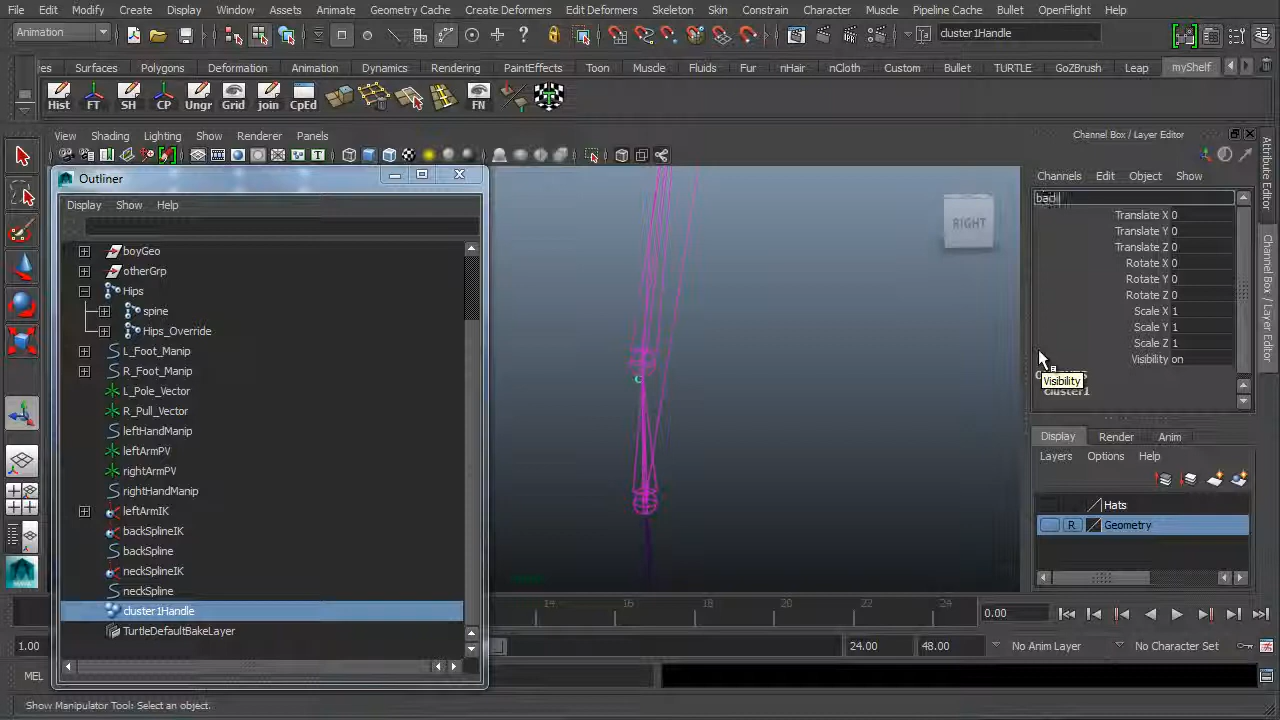 File Edit Modify Create Display Window Assets Animate Geometry Cache Create Deformers Edit Deformers Skeleton Skin Constrain Character Muscle Pipeline Cache Bullet OpenFlight Help
Animation cluster1Handle
es Surfaces Polygons Deformation Animation Dynamics Rendering PaintEffects Toon Muscle Fluids Fur nHair nCloth Custom Bullet TURTLE GoZBrush Leap myShelf
Hist FT SH CP Ungr Grid join CpEd FN
View Shading Lighting Show Renderer Panels
Channel Box / Layer Editor
Outliner
Display Show Help
boyGeo
otherGrp
Hips
spine
Hips_Override
L_Foot_Manip
R_Foot_Manip
L_Pole_Vector
R_Pull_Vector
leftHandManip
leftArmPV
rightArmPV
rightHandManip
leftArmIK
backSplineIK
backSpline
neckSplineIK
neckSpline
cluster1Handle
TurtleDefaultBakeLayer
RIGHT
Channels Edit Object Show
back
Translate X 0
Translate Y 0
Translate Z 0
Rotate X 0
Rotate Y 0
Rotate Z 0
Scale X 1
Scale Y 1
Scale Z 1
Visibility on
Visibility
cluster1
Attribute Editor
Channel Box / Layer Editor
Display Render Anim
Layers Options Help
Hats
R Geometry
14 16 18 20 22 24 0.00
1.00 24.00 48.00 No Anim Layer No Character Set
MEL
Show Manipulator Tool: Select an object.